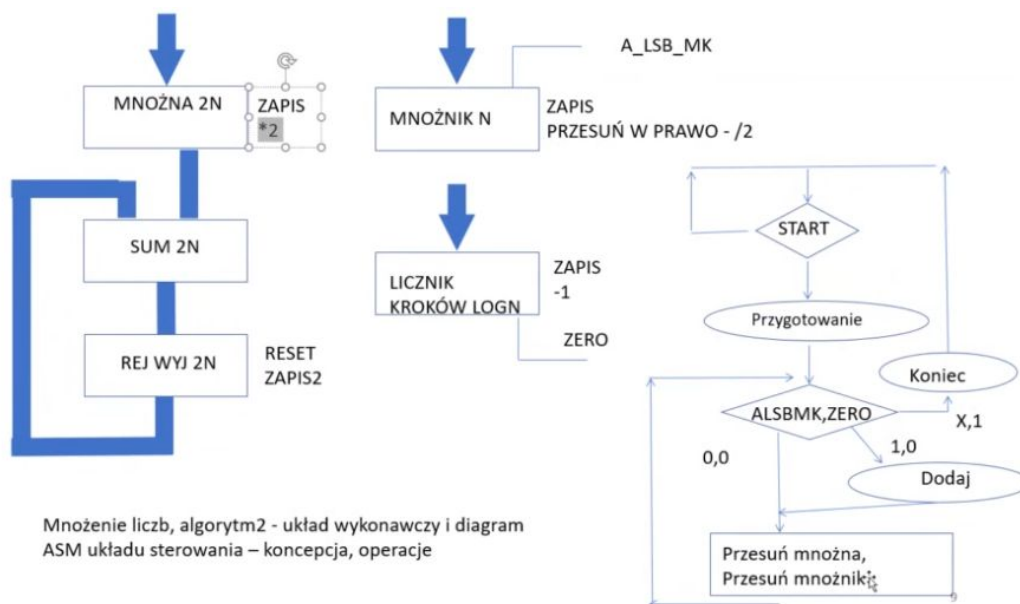 MNOŻNA 2N
ZAPIS
*2
SUM 2N
REJ WYJ 2N
RESET
ZAPIS2
A_LSB_MK
MNOŻNIK N
ZAPIS
PRZESUŃ W PRAWO - /2
LICZNIK
KROKÓW LOGN
ZAPIS
-1
ZERO
START
Przygotowanie
ALSBMK,ZERO
Koniec
X,1
1,0
0,0
Dodaj
Przesuń mnożna,
Przesuń mnożnik
Mnożenie liczb, algorytm2 - układ wykonawczy i diagram
ASM układu sterowania – koncepcja, operacje
9